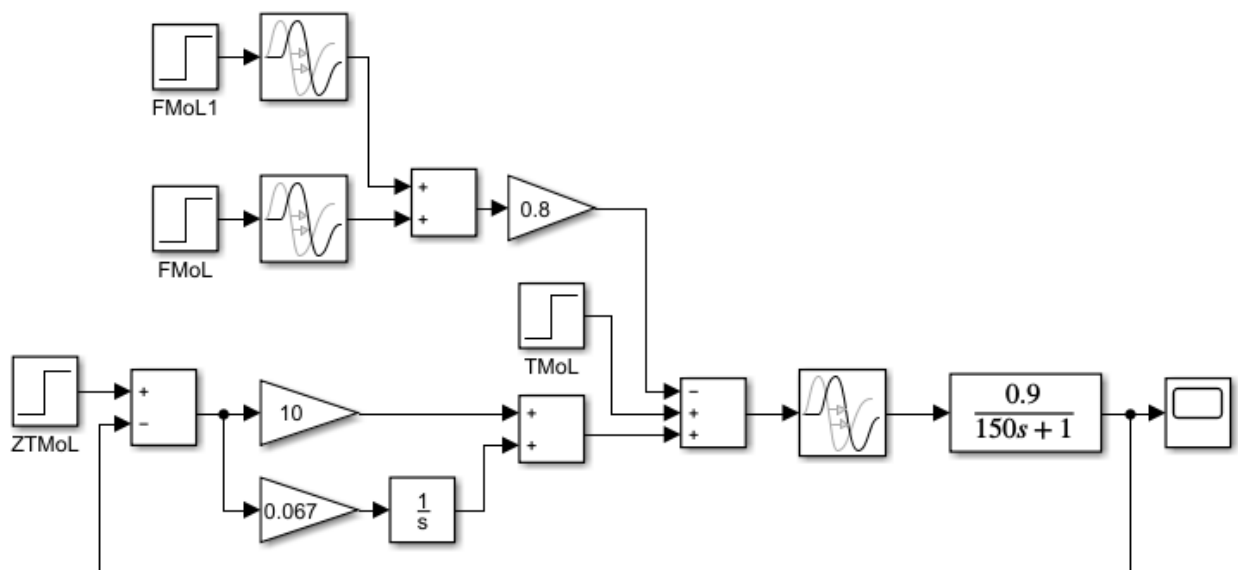 FMoL1
+
+
0.8
FMoL
TMoL
ZTMoL
+
−
10
+
+
−
+
+
0.9
150s + 1
0.067
1
s